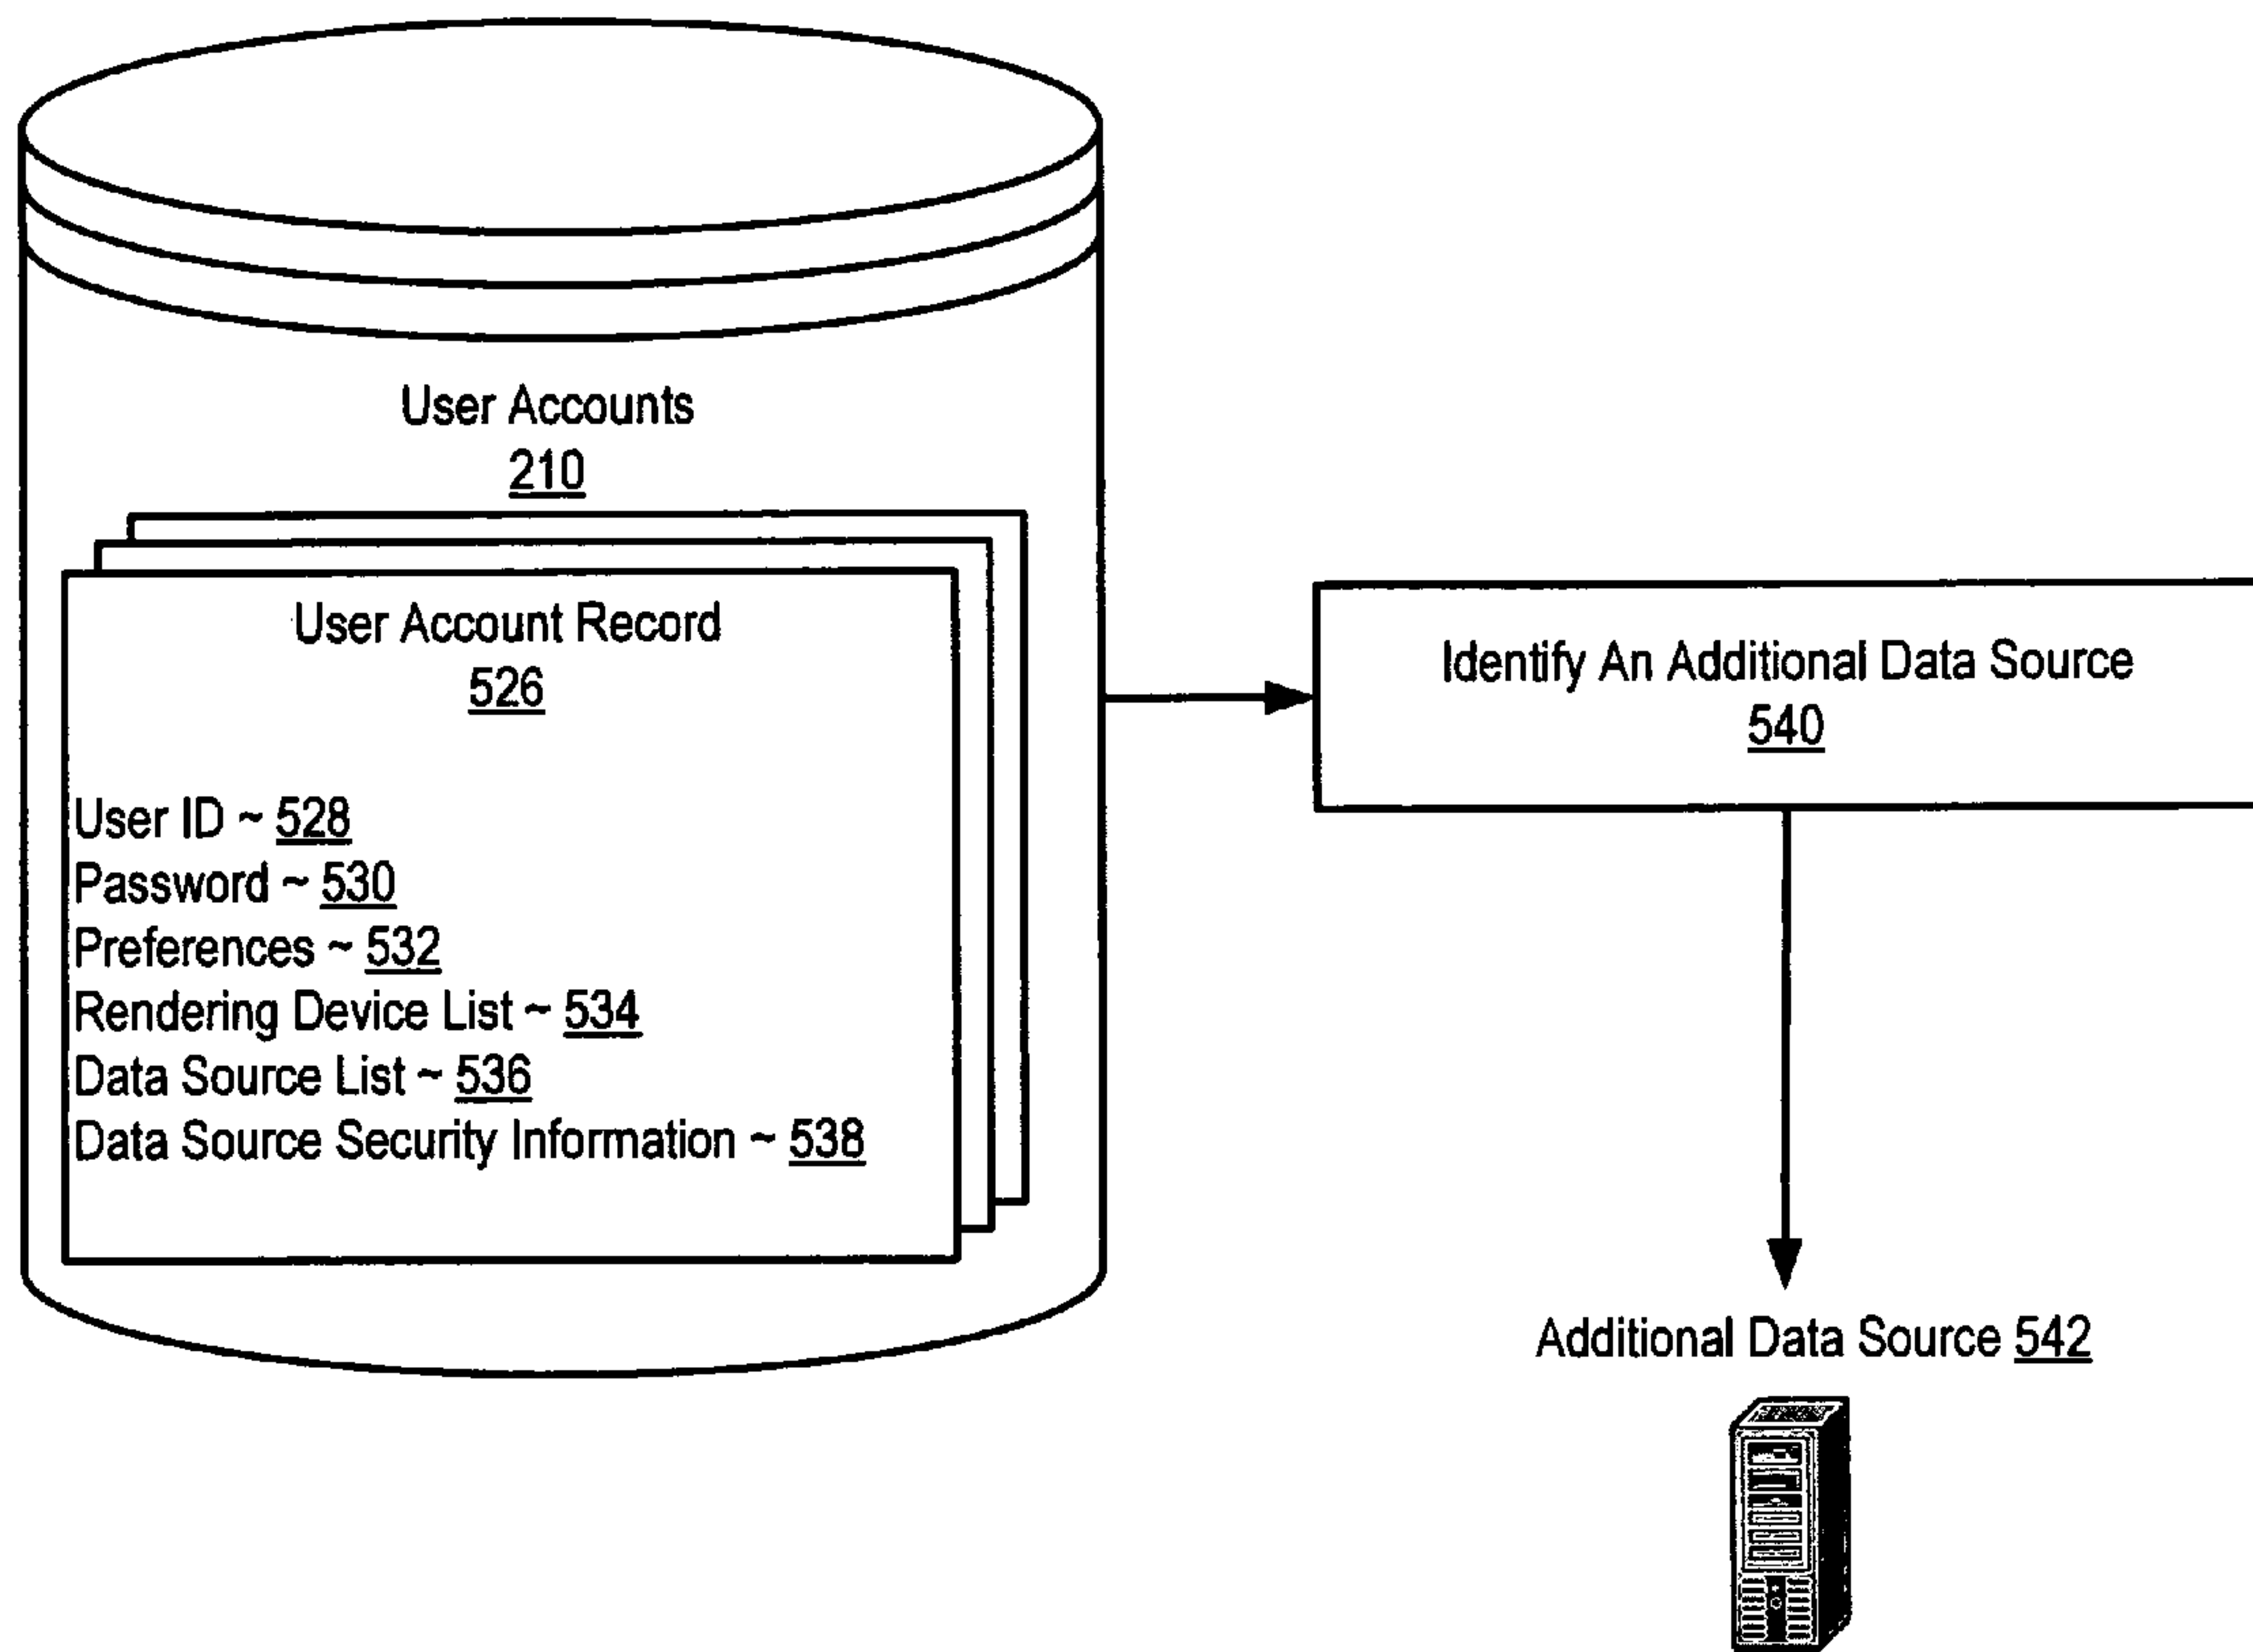 User Accounts
210
User Account Record
526
User ID ~ 528
Password ~ 530
Preferences ~ 532
Rendering Device List ~ 534
Data Source List ~ 536
Data Source Security Information ~ 538
Identify An Additional Data Source
540
Additional Data Source 542